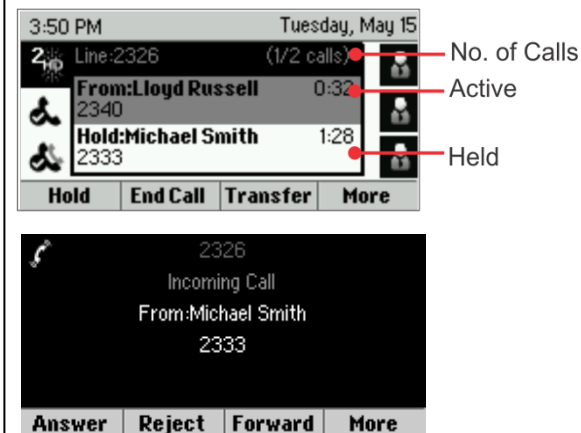 3:50 PM Tuesday, May 15
2HD Line:2326 (1/2 calls) No. of Calls
From:Lloyd Russell 0:32 Active
2340
Hold:Michael Smith 1:28
2333 Held
Hold End Call Transfer More
2326
Incoming Call
From:Michael Smith
2333
Answer Reject Forward More